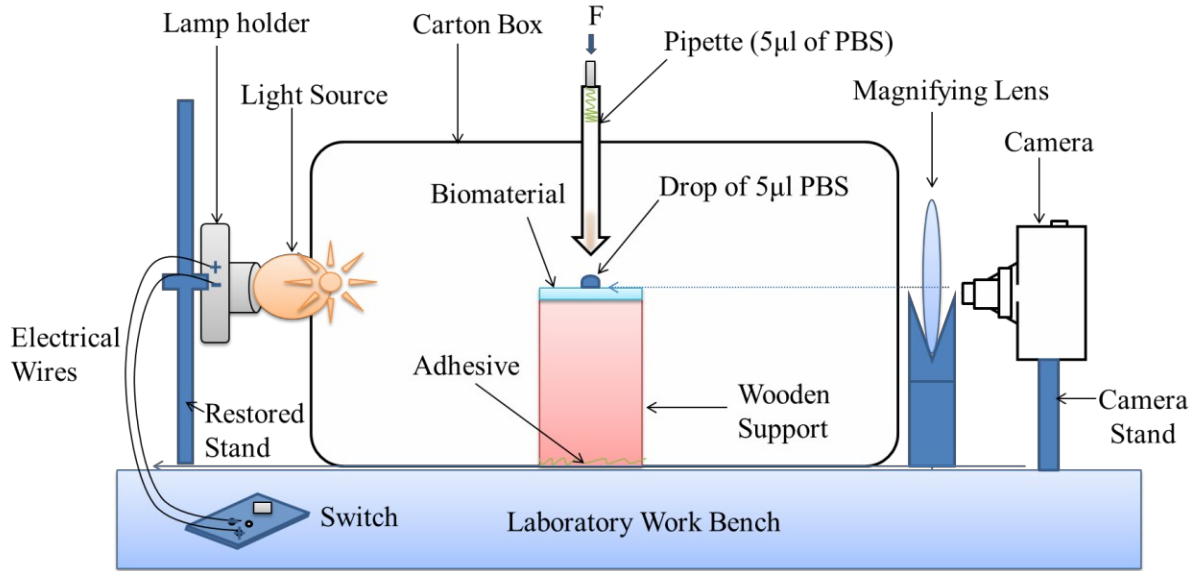 F
Lamp holder
Carton Box
Pipette (5µl of PBS)
Light Source
Magnifying Lens
Camera
Biomaterial
Drop of 5µl PBS
+
-
Electrical
Wires
Adhesive
Restored
Stand
Wooden
Support
Camera
Stand
Switch
Laboratory Work Bench